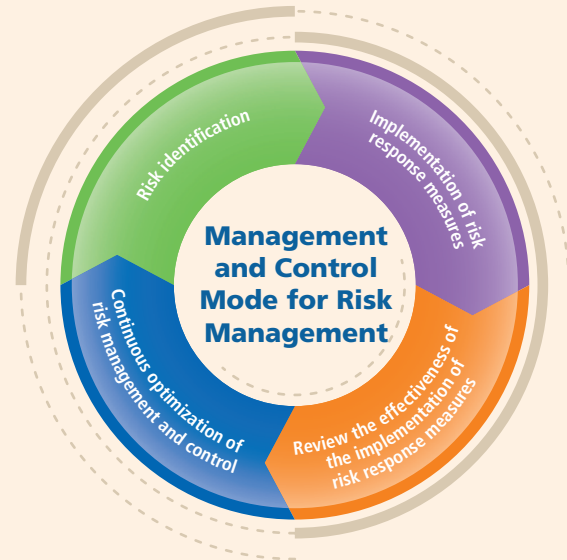 Management
and Control
Mode for Risk
Management
Risk identification
Implementation of risk
response measures
Review the effectiveness of
the implementation of
risk response measures
Continuous optimization of
risk management and control